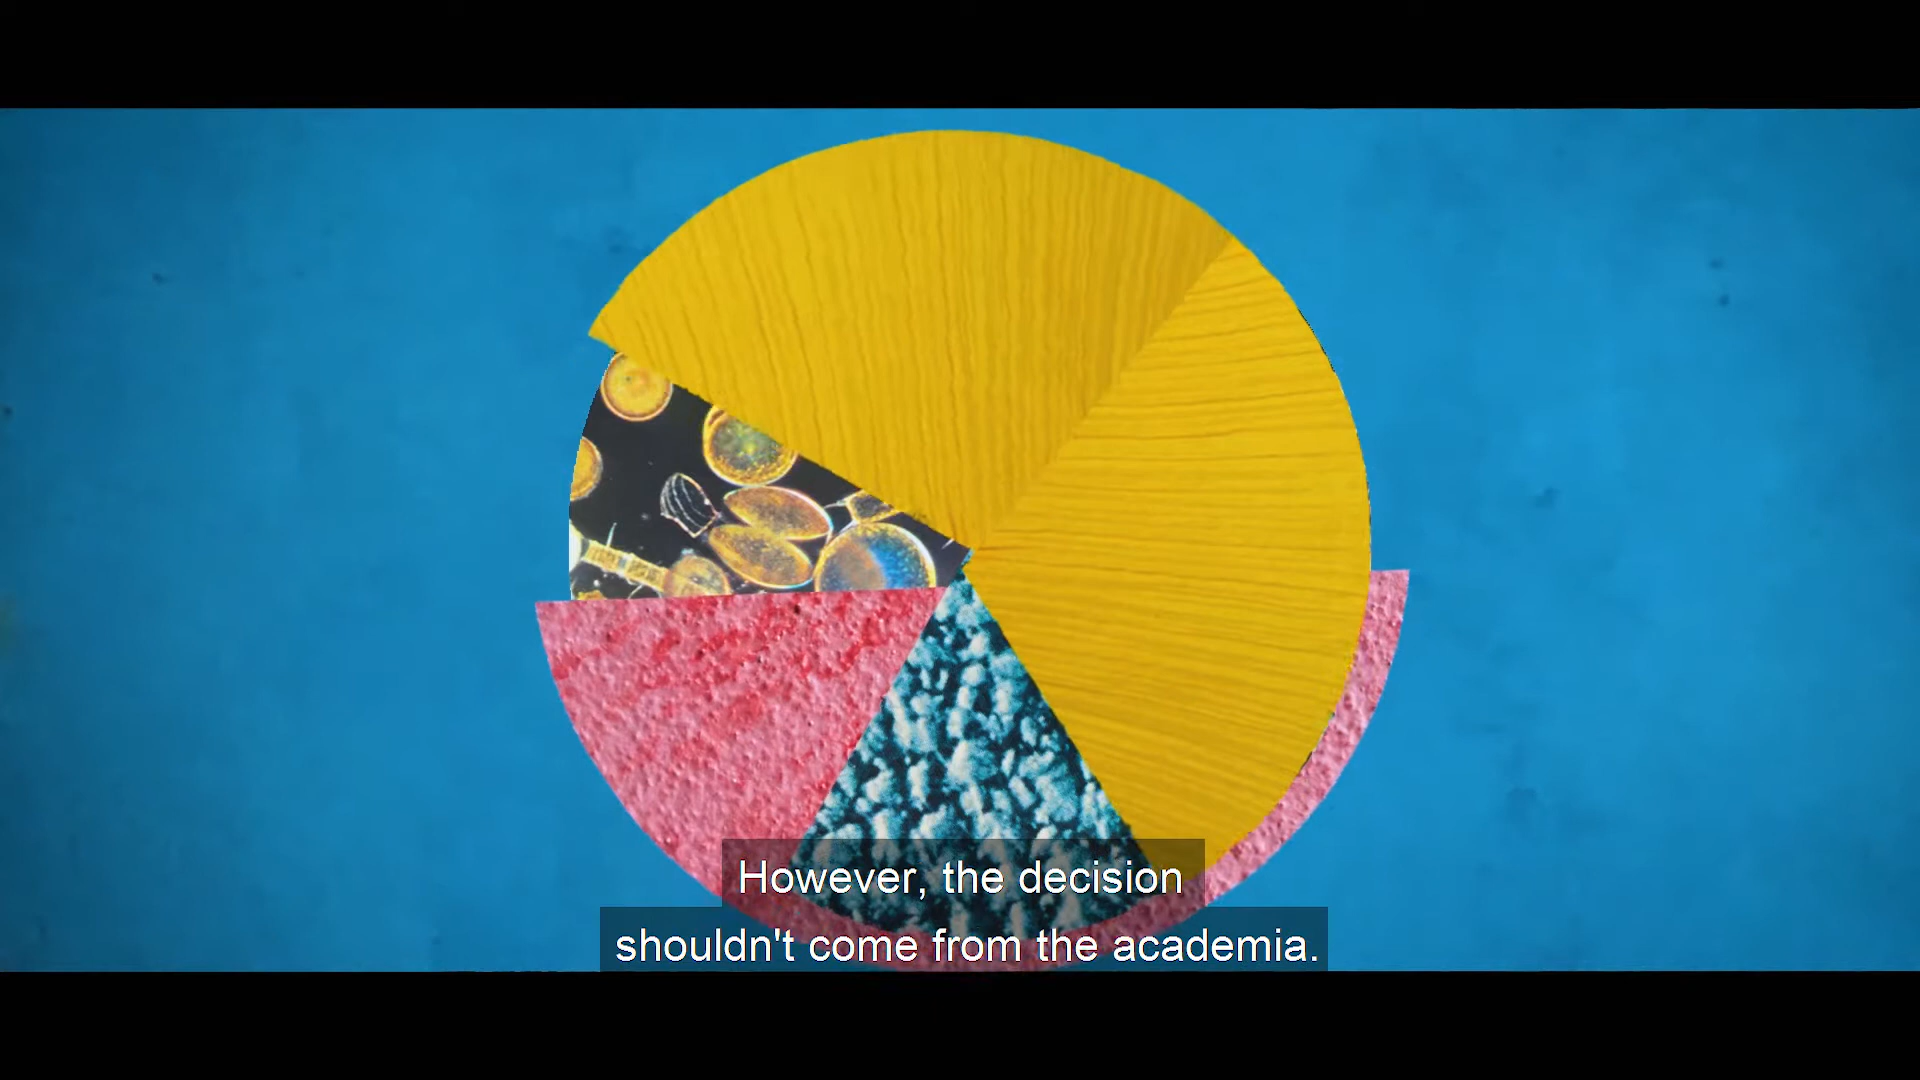 However, the decision
shouldn't come from the academia.